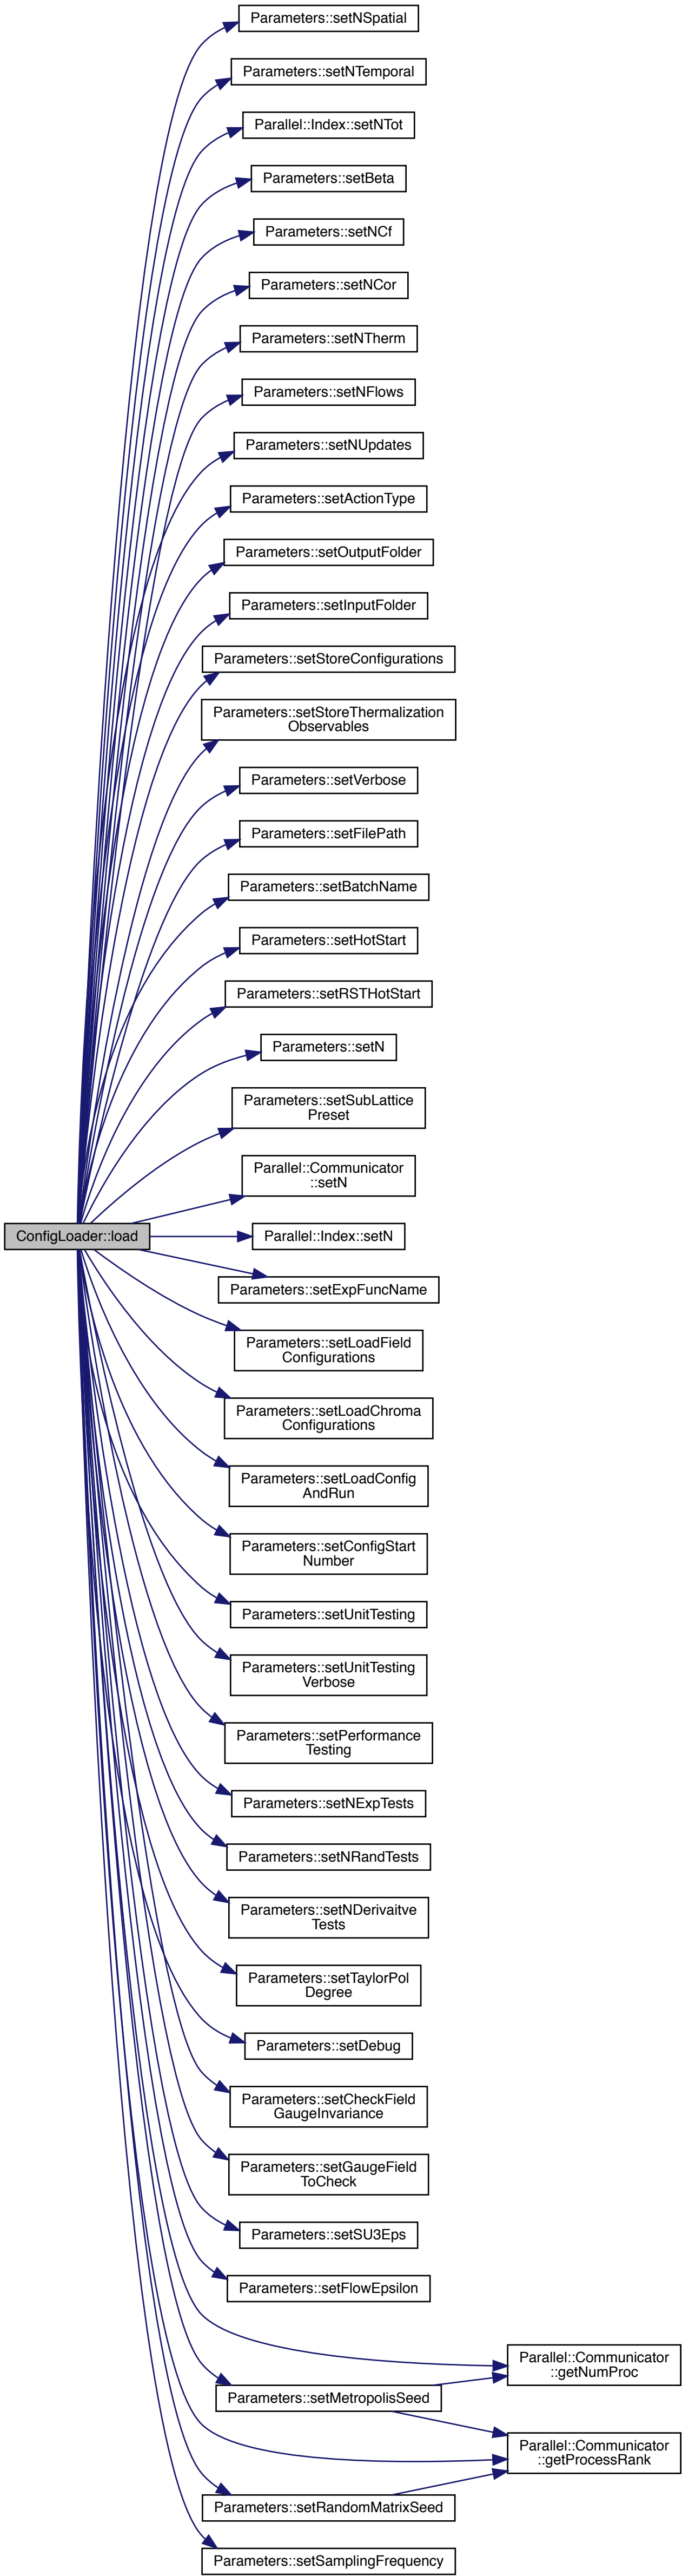 Parameters::setNSpatial
Parameters::setNTemporal
Parallel::Index::setNTot
Parameters::setBeta
Parameters::setNCf
Parameters::setNCor
Parameters::setNTherm
Parameters::setNFlows
Parameters::setNUpdates
Parameters::setActionType
Parameters::setOutputFolder
Parameters::setInputFolder
Parameters::setStoreConfigurations
Parameters::setStoreThermalization
Observables
Parameters::setVerbose
Parameters::setFilePath
Parameters::setBatchName
Parameters::setHotStart
Parameters::setRSTHotStart
Parameters::setN
Parameters::setSubLattice
Preset
Parallel::Communicator
::setN
ConfigLoader::load
Parallel::Index::setN
Parameters::setExpFuncName
Parameters::setLoadField
Configurations
Parameters::setLoadChroma
Configurations
Parameters::setLoadConfig
AndRun
Parameters::setConfigStart
Number
Parameters::setUnitTesting
Parameters::setUnitTesting
Verbose
Parameters::setPerformance
Testing
Parameters::setNExpTests
Parameters::setNRandTests
Parameters::setNDerivaitve
Tests
Parameters::setTaylorPol
Degree
Parameters::setDebug
Parameters::setCheckField
GaugeInvariance
Parameters::setGaugeField
ToCheck
Parameters::setSU3Eps
Parameters::setFlowEpsilon
Parallel::Communicator
::getNumProc
Parameters::setMetropolisSeed
Parallel::Communicator
::getProcessRank
Parameters::setRandomMatrixSeed
Parameters::setSamplingFrequency